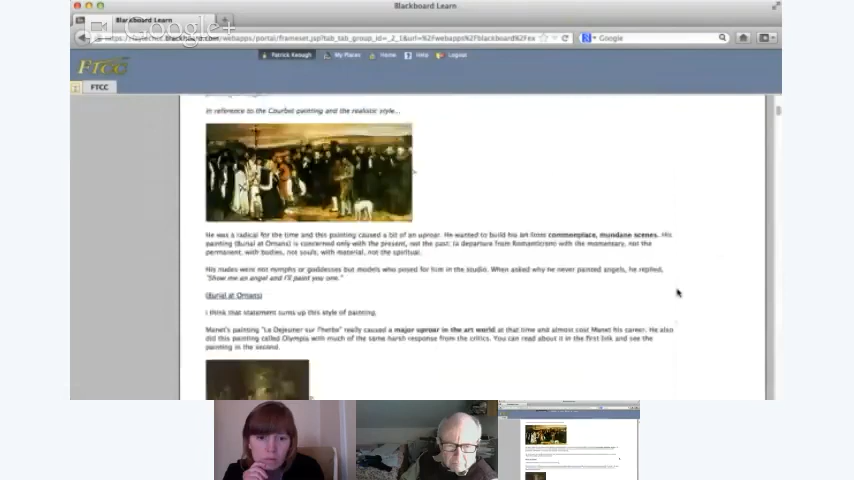 Blackboard Learn
Blackboard Learn
Google+
Google
Patrick Keough My Places Home Help Logout
FTCC
FTCC
In reference to the Courbet painting and the realistic style...
He was a radical for the time and this painting caused a bit of an uproar. He wanted to build his art from commonplace, mundane scenes. His
painting (Burial at Ornans) is concerned only with the present, not the past; (a departure from Romanticism) with the momentary, not the
permanent, with bodies, not souls, with material, not the spiritual.
His nudes were not nymphs or goddesses but models who posed for him in the studio. When asked why he never painted angels, he replied,
"Show me an angel and I'll paint you one."
(Burial at Ornans)
I think that statement sums up this style of painting.
Manet's painting "Le Dejeuner sur l'herbe" really caused a major uproar in the art world at that time and almost cost Manet his career. He also
did this painting called Olympia with much of the same harsh response from the critics. You can read about it in the first link and see the
painting in the second.